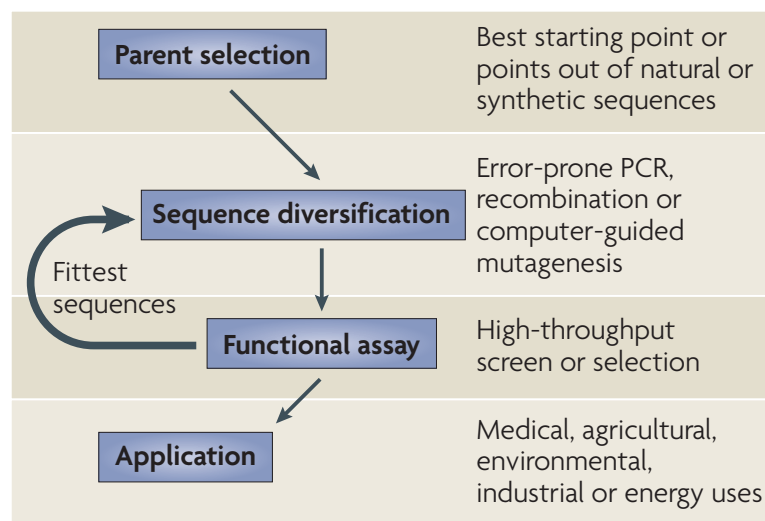 Parent selection
Best starting point or
points out of natural or
synthetic sequences
Sequence diversification
Error-prone PCR,
recombination or
computer-guided
mutagenesis
Fittest
sequences
Functional assay
High-throughput
screen or selection
Application
Medical, agricultural,
environmental,
industrial or energy uses